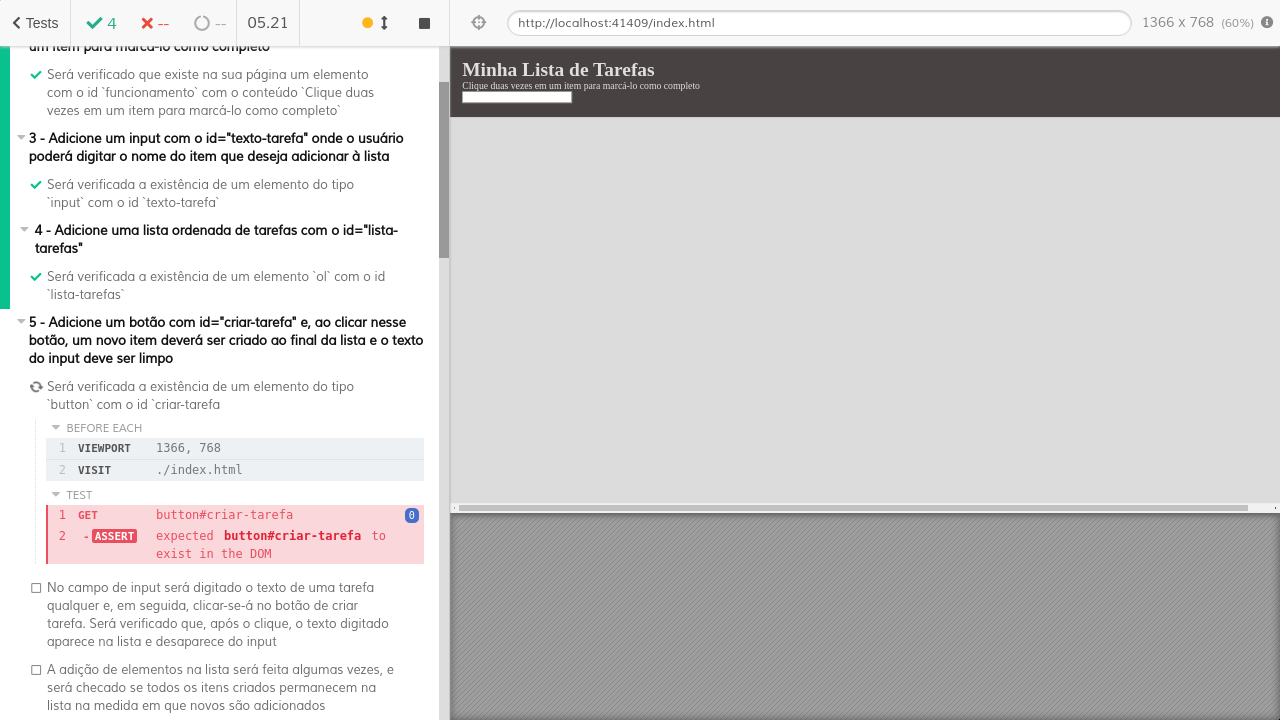 Tests
4
--
--
05.21
http://localhost:41409/index.html
1366 x 768 (60%)
um item para marcá-lo como completo
Será verificado que existe na sua página um elemento
com o id `funcionamento` com o conteúdo `Clique duas
vezes em um item para marcá-lo como completo`
3 - Adicione um input com o id="texto-tarefa" onde o usuário
poderá digitar o nome do item que deseja adicionar à lista
Será verificada a existência de um elemento do tipo
`input` com o id `texto-tarefa`
4 - Adicione uma lista ordenada de tarefas com o id="lista-
tarefas"
Será verificada a existência de um elemento `ol` com o id
`lista-tarefas`
5 - Adicione um botão com id="criar-tarefa" e, ao clicar nesse
botão, um novo item deverá ser criado ao final da lista e o texto
do input deve ser limpo
Será verificada a existência de um elemento do tipo
`button` com o id `criar-tarefa
BEFORE EACH
1 VIEWPORT 1366, 768
2 VISIT ./index.html
TEST
1 GET button#criar-tarefa 0
2 -ASSERT expected button#criar-tarefa to
exist in the DOM
No campo de input será digitado o texto de uma tarefa
qualquer e, em seguida, clicar-se-á no botão de criar
tarefa. Será verificado que, após o clique, o texto digitado
aparece na lista e desaparece do input
A adição de elementos na lista será feita algumas vezes, e
será checado se todos os itens criados permanecem na
lista na medida em que novos são adicionados
Minha Lista de Tarefas
Clique duas vezes em um item para marcá-lo como completo